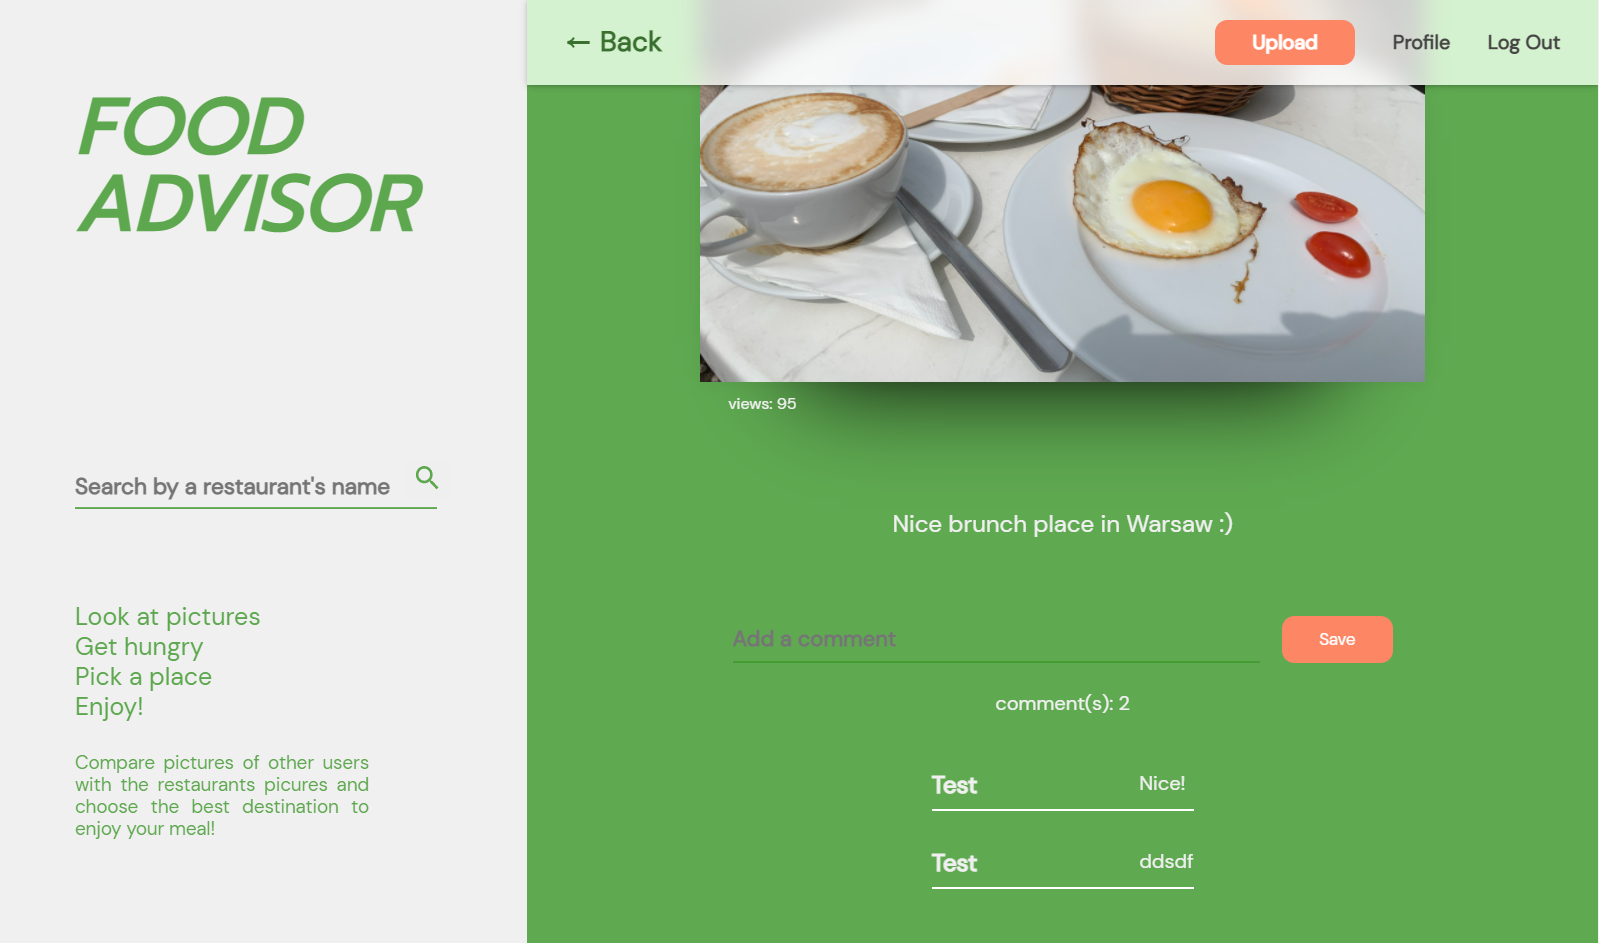 FOOD
ADVISOR
Search by a restaurant's name
Look at pictures
Get hungry
Pick a place
Enjoy!
Compare pictures of other users
with the restaurants picures and
choose the best destination to
enjoy your meal!
← Back
Upload
Profile
Log Out
views: 95
Nice brunch place in Warsaw :)
Add a comment
Save
comment(s): 2
Test Nice!
Test ddsdf